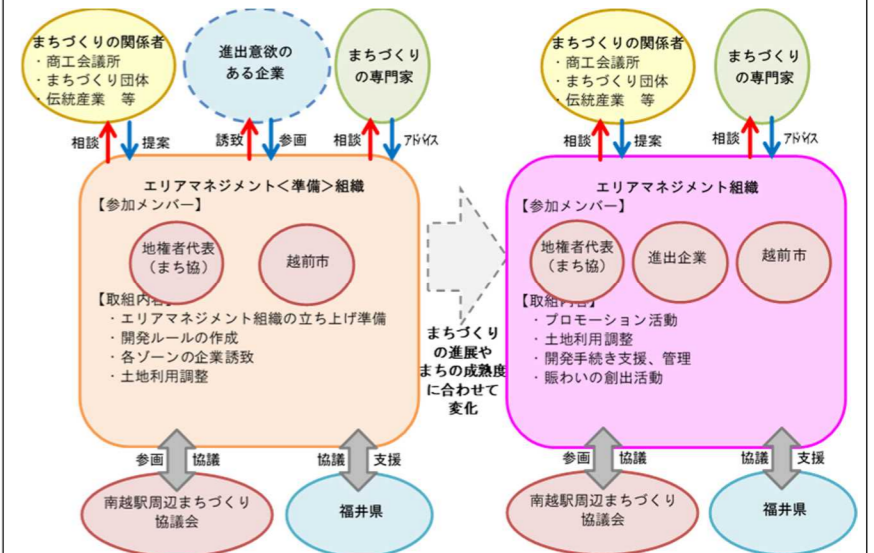 まちづくりの関係者
・商工会議所
・まちづくり団体
・伝統産業　等
進出意欲の
ある企業
まちづくり
の専門家
相談
提案
誘致
参画
相談
アドバイス
エリアマネジメント＜準備＞組織
【参加メンバー】
地権者代表
（まち協）
越前市
【取組内容】
・エリアマネジメント組織の立ち上げ準備
・開発ルールの作成
・各ゾーンの企業誘致
・土地利用調整
参画
協議
協議
支援
南越駅周辺まちづくり
協議会
福井県
まちづくり
の進展や
まちの成熟度
に合わせて
変化
まちづくりの関係者
・商工会議所
・まちづくり団体
・伝統産業　等
まちづくり
の専門家
相談
提案
相談
アドバイス
エリアマネジメント組織
【参加メンバー】
地権者代表
（まち協）
進出企業
越前市
【取組内容】
・プロモーション活動
・土地利用調整
・開発手続き支援、管理
・賑わいの創出活動
参画
協議
協議
支援
南越駅周辺まちづくり
協議会
福井県